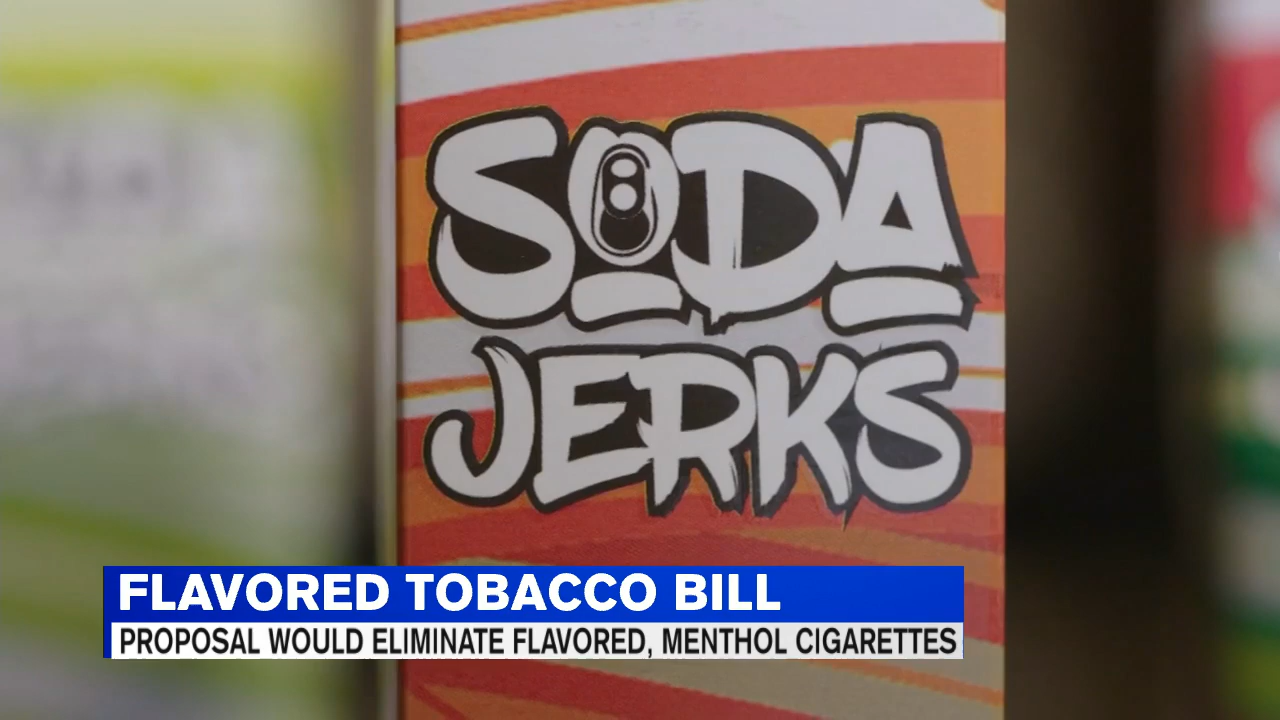 SODA
JERKS
FLAVORED TOBACCO BILL
PROPOSAL WOULD ELIMINATE FLAVORED, MENTHOL CIGARETTES